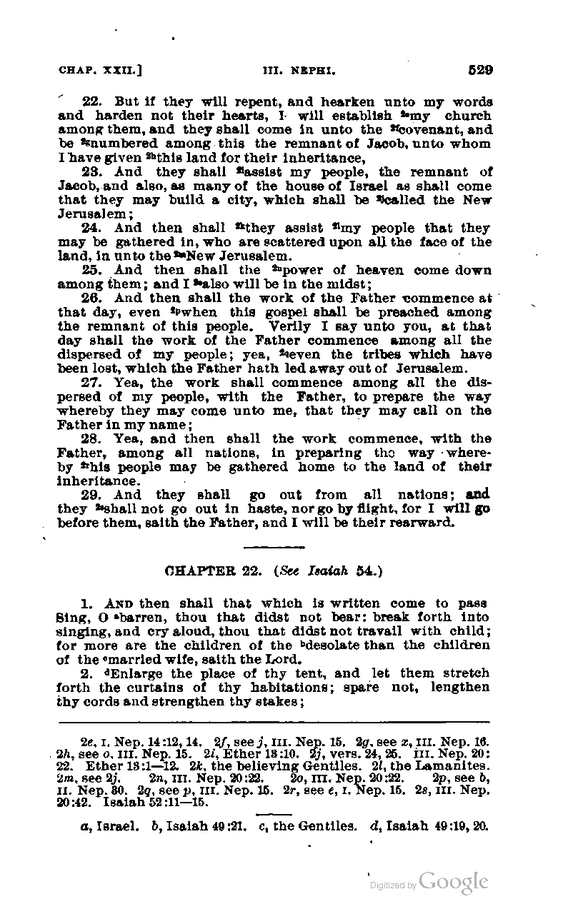 CHAP. XXII.] III. NEPHI. 529
22. But if they will repent, and hearken unto my words
and harden not their hearts, I will establish 2emy church
among them, and they shall come in unto the 2fcovenant, and
be 2gnumbered among this the remnant of Jacob, unto whom
I have given 2hthis land for their inheritance,
23. And they shall 2iassist my people, the remnant of
Jacob, and also, as many of the house of Israel as shall come
that they may build a city, which shall be 2jcalled the New
Jerusalem;
24. And then shall 2kthey assist 2lmy people that they
may be gathered in, who are scattered upon all the face of the
land, in unto the 2mNew Jerusalem.
25. And then shall the 2npower of heaven come down
among them; and I 2oalso will be in the midst;
26. And then shall the work of the Father commence at
that day, even 2pwhen this gospel shall be preached among
the remnant of this people. Verily I say unto you, at that
day shall the work of the Father commence among all the
dispersed of my people; yea, 2qeven the tribes which have
been lost, which the Father hath led away out of Jerusalem.
27. Yea, the work shall commence among all the dis-
persed of my people, with the Father, to prepare the way
whereby they may come unto me, that they may call on the
Father in my name;
28. Yea, and then shall the work commence, with the
Father, among all nations, in preparing the way where-
by 2rhis people may be gathered home to the land of their
inheritance.
29. And they shall go out from all nations; and
they 2sshall not go out in haste, nor go by flight, for I will go
before them, saith the Father, and I will be their rearward.
CHAPTER 22. (See Isaiah 54.)
1. AND then shall that which is written come to pass
Sing, O abarren, thou that didst not bear: break forth into
singing, and cry aloud, thou that didst not travail with child;
for more are the children of the bdesolate than the children
of the cmarried wife, saith the Lord.
2. dEnlarge the place of thy tent, and let them stretch
forth the curtains of thy habitations; spare not, lengthen
thy cords and strengthen thy stakes;
2e, I. Nep. 14:12, 14. 2f, see j, III. Nep. 15. 2g, see z, III. Nep. 16.
2h, see o, III. Nep. 15. 2i, Ether 13:10. 2j, vers. 24, 25. III. Nep. 20:
22. Ether 13:1—12. 2k, the believing Gentiles. 2l, the Lamanites.
2m, see 2j. 2n, III. Nep. 20:22. 2o, III. Nep. 20:22. 2p, see b,
II. Nep. 30. 2q, see p, III. Nep. 15. 2r, see e, I. Nep. 15. 2s, III. Nep.
20:42. Isaiah 52:11—15.
a, Israel. b, Isaiah 49:21. c, the Gentiles. d, Isaiah 49:19, 20.
Digitized by Google